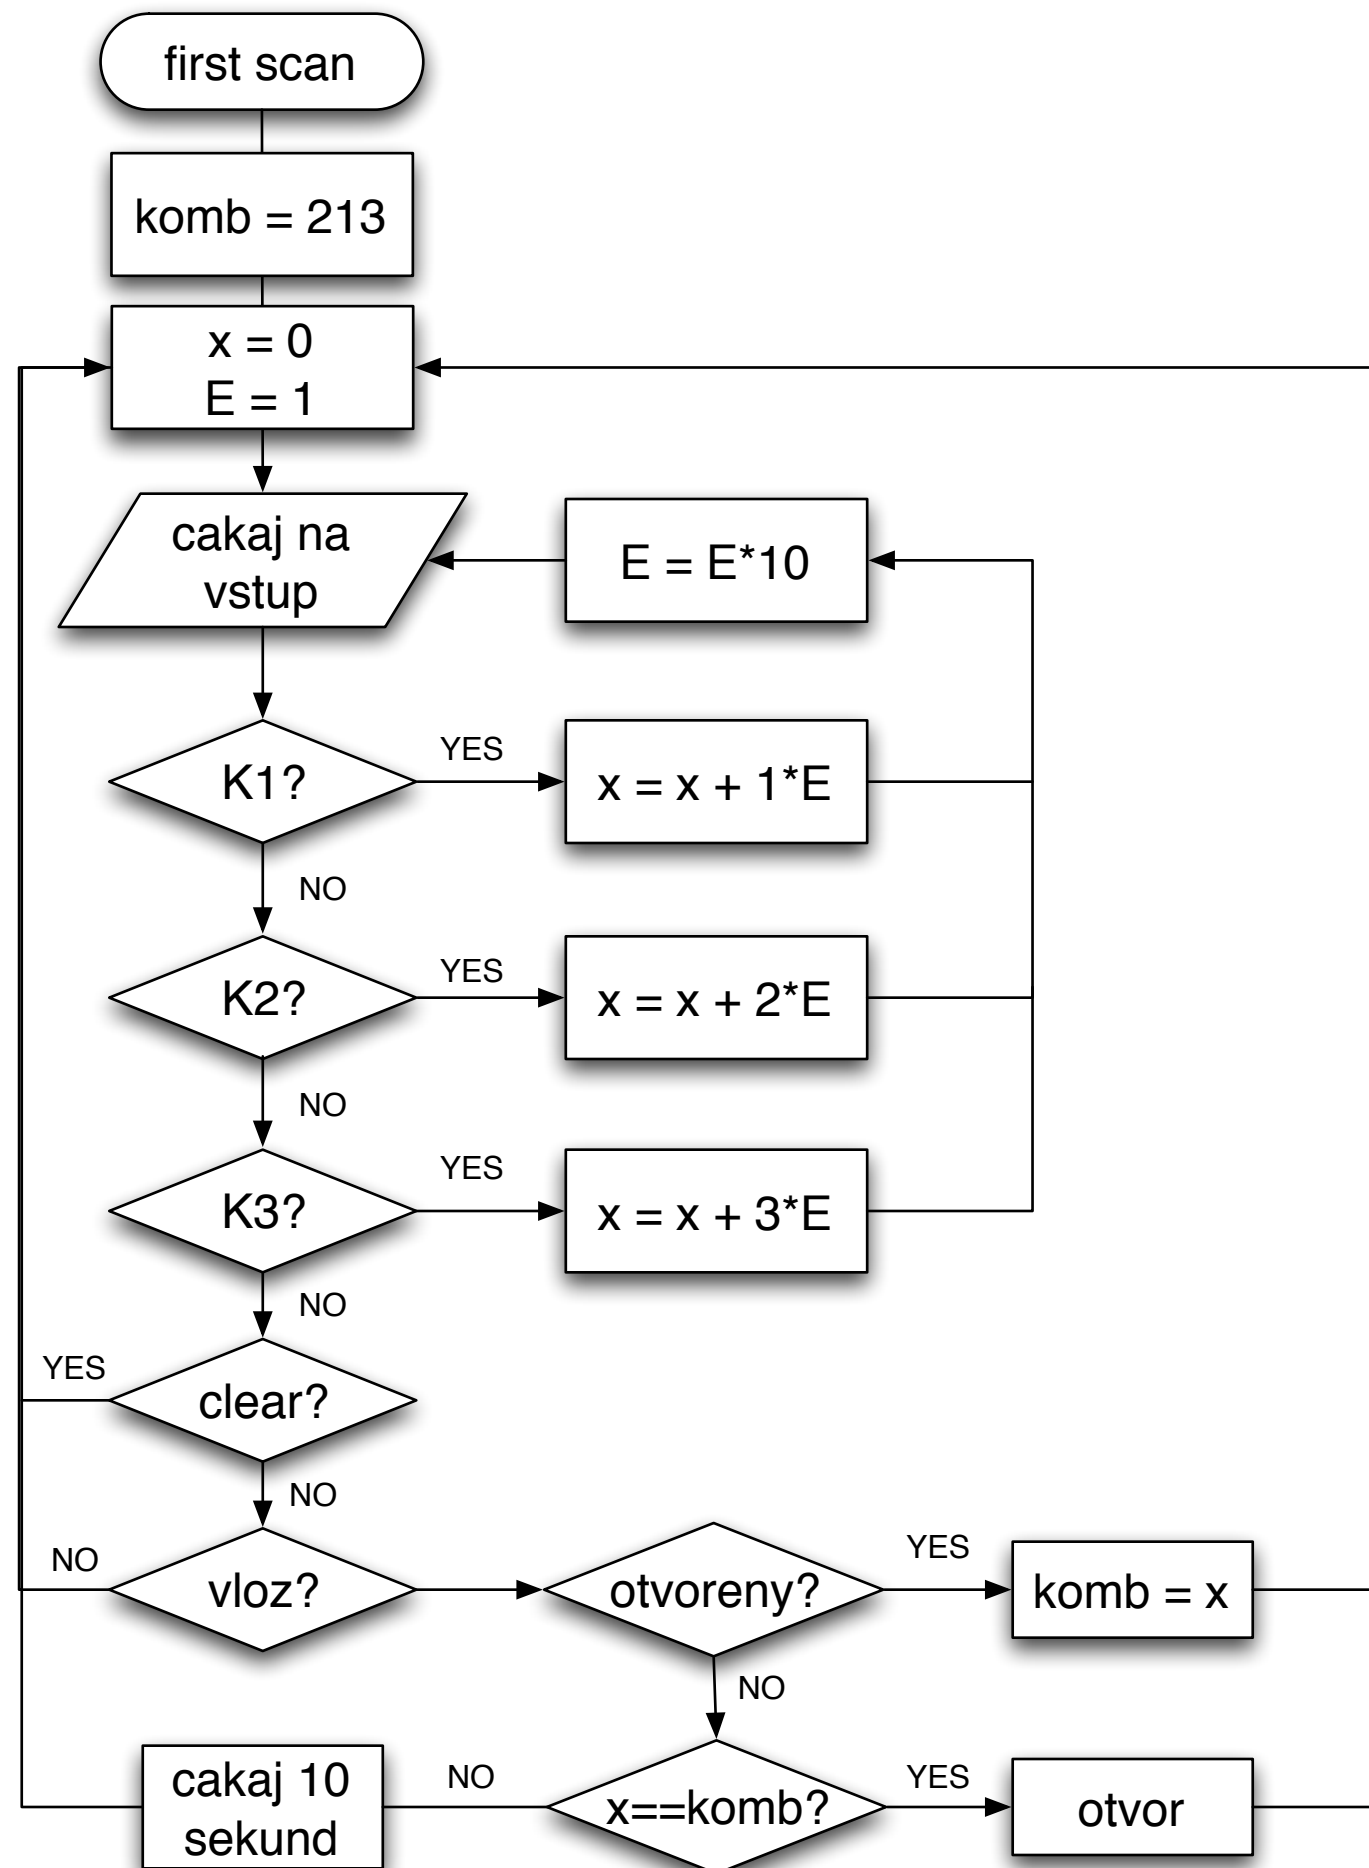 first scan
komb = 213
x = 0
E = 1
cakaj na
vstup
E = E*10
K1?
YES
x = x + 1*E
NO
K2?
YES
x = x + 2*E
NO
K3?
YES
x = x + 3*E
NO
YES
clear?
NO
NO
vloz?
otvoreny?
YES
komb = x
NO
cakaj 10
sekund
NO
x==komb?
YES
otvor